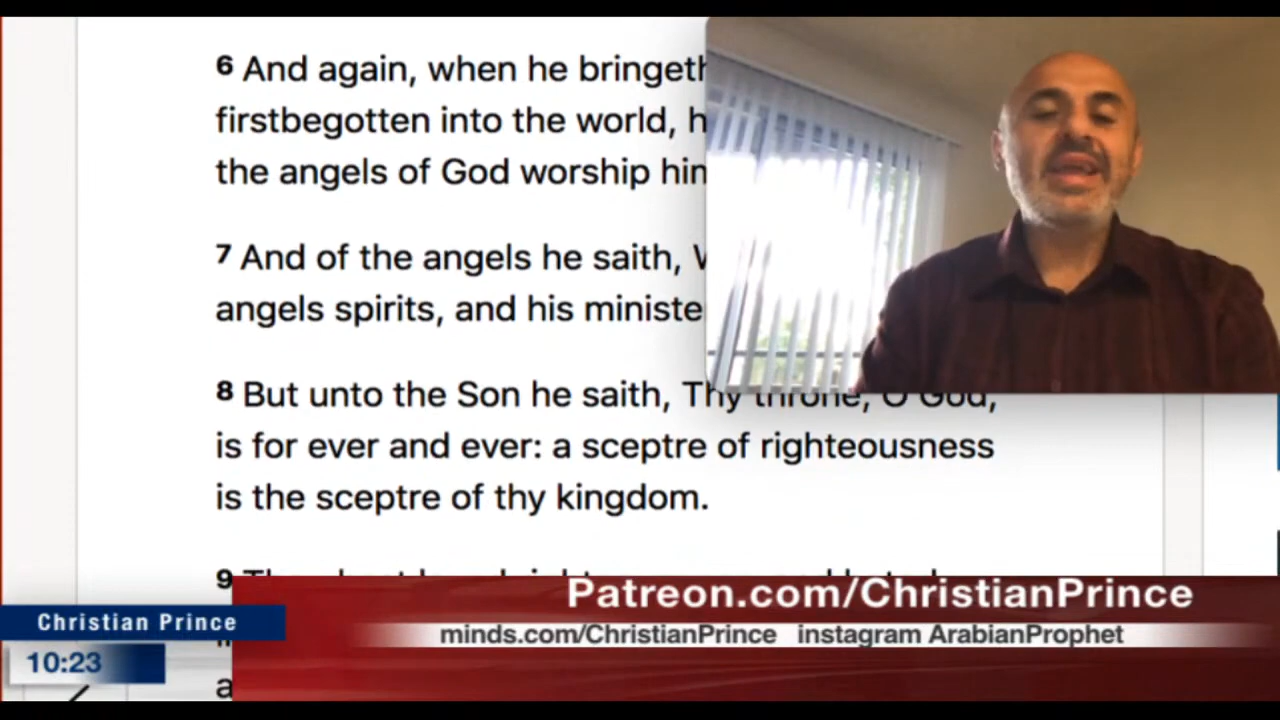 6 And again, when he bringeth
firstbegotten into the world, h
the angels of God worship him
7 And of the angels he saith, W
angels spirits, and his ministe
8 But unto the Son he saith, Thy throne, O God,
is for ever and ever: a sceptre of righteousness
is the sceptre of thy kingdom.
9
Patreon.com/ChristianPrince
Christian Prince
minds.com/ChristianPrince instagram ArabianProphet
10:23
a